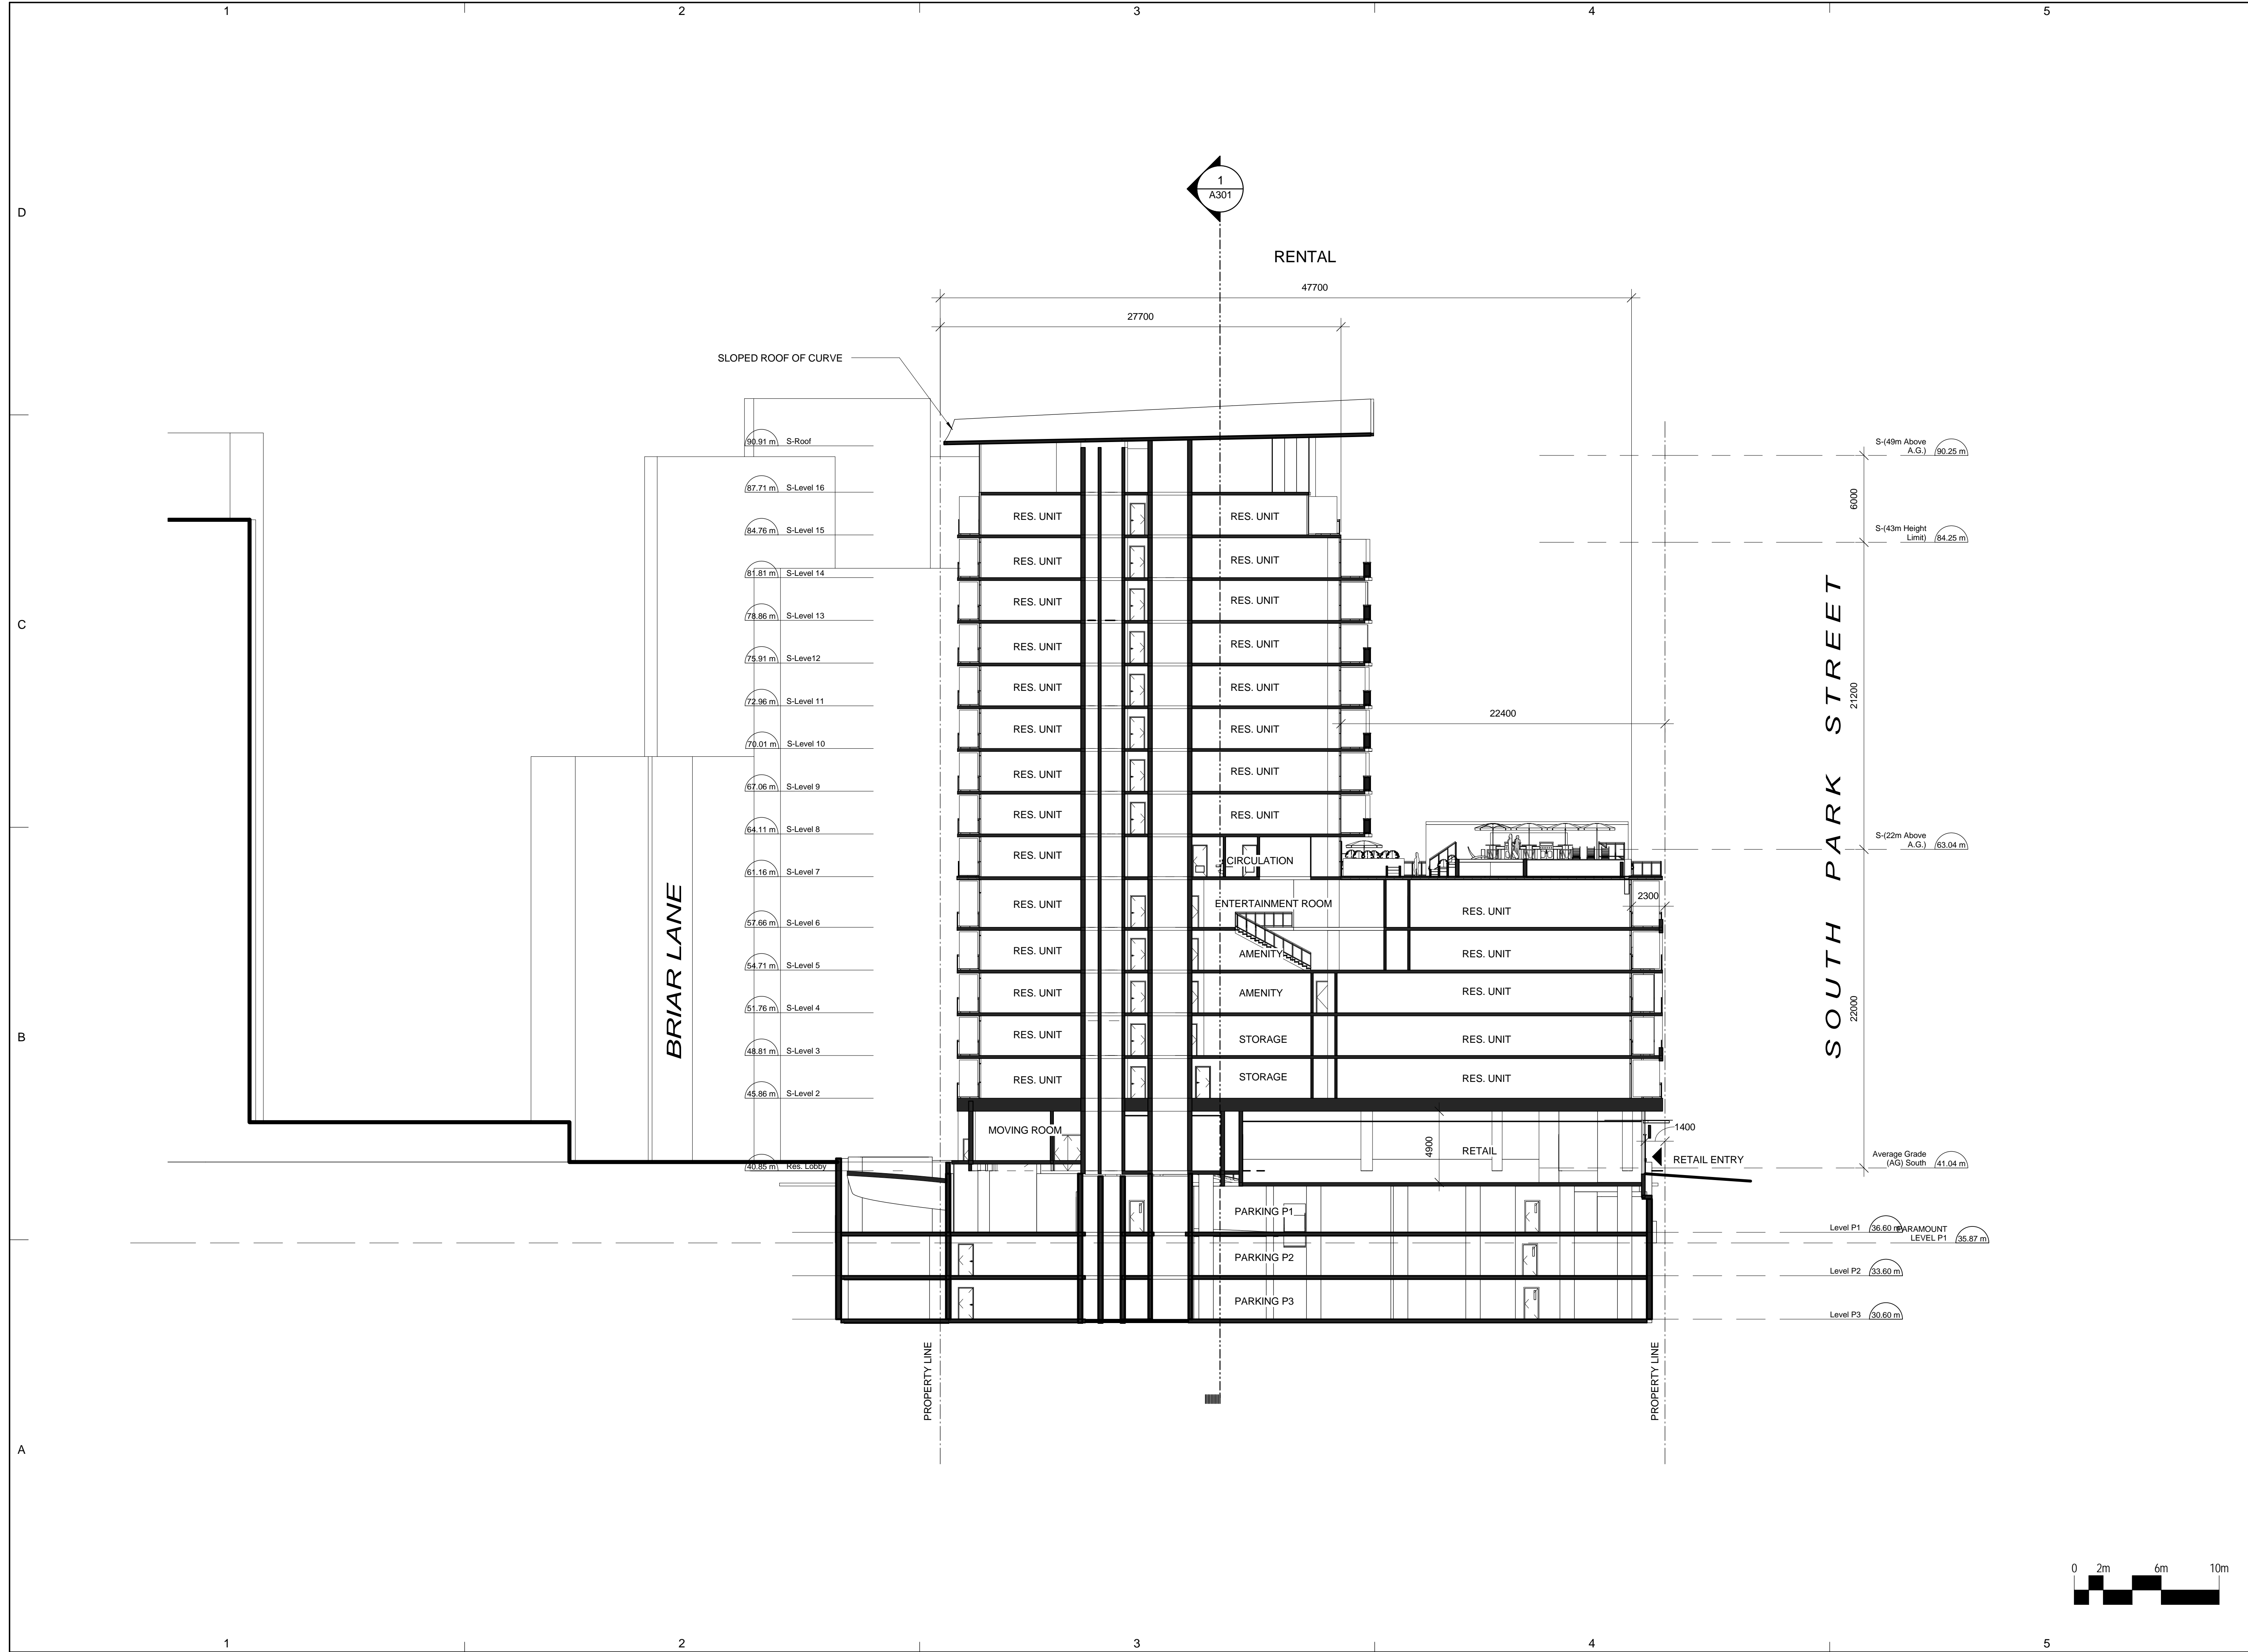 1 2 3 4 5
D
C
B
A
1
A301
RENTAL
47700
27700
SLOPED ROOF OF CURVE
90.91 m S-Roof
87.71 m S-Level 16
84.76 m S-Level 15
81.81 m S-Level 14
78.86 m S-Level 13
75.91 m S-Leve12
72.96 m S-Level 11
70.01 m S-Level 10
67.06 m S-Level 9
64.11 m S-Level 8
61.16 m S-Level 7
57.66 m S-Level 6
54.71 m S-Level 5
51.76 m S-Level 4
48.81 m S-Level 3
45.86 m S-Level 2
40.85 m Res. Lobby
BRIAR LANE
RES. UNIT RES. UNIT
RES. UNIT RES. UNIT
RES. UNIT RES. UNIT
RES. UNIT RES. UNIT
RES. UNIT RES. UNIT
RES. UNIT RES. UNIT
RES. UNIT RES. UNIT
RES. UNIT RES. UNIT
RES. UNIT CIRCULATION
RES. UNIT ENTERTAINMENT ROOM RES. UNIT
RES. UNIT AMENITY RES. UNIT
RES. UNIT AMENITY RES. UNIT
RES. UNIT STORAGE RES. UNIT
RES. UNIT STORAGE RES. UNIT
MOVING ROOM 4900 RETAIL
PARKING P1
PARKING P2
PARKING P3
22400
2300
1400
RETAIL ENTRY
PROPERTY LINE
PROPERTY LINE
SOUTH PARK STREET
S-(49m Above
A.G.) 90.25 m
6000
S-(43m Height
Limit) 84.25 m
21200
S-(22m Above
A.G.) 63.04 m
22000
Average Grade
(AG) South 41.04 m
Level P1 36.60 m
PARAMOUNT
LEVEL P1 35.87 m
Level P2 33.60 m
Level P3 30.60 m
0 2m 6m 10m
1 2 3 4 5